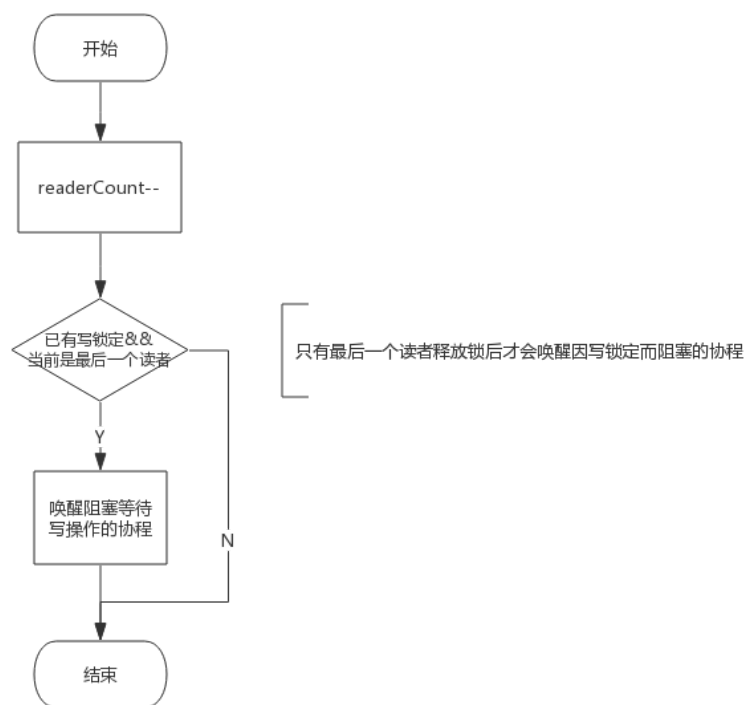 开始
readerCount--
已有写锁定&&
当前是最后一个读者
只有最后一个读者释放锁后才会唤醒因写锁定而阻塞的协程
Y
唤醒阻塞等待
写操作的协程
N
结束